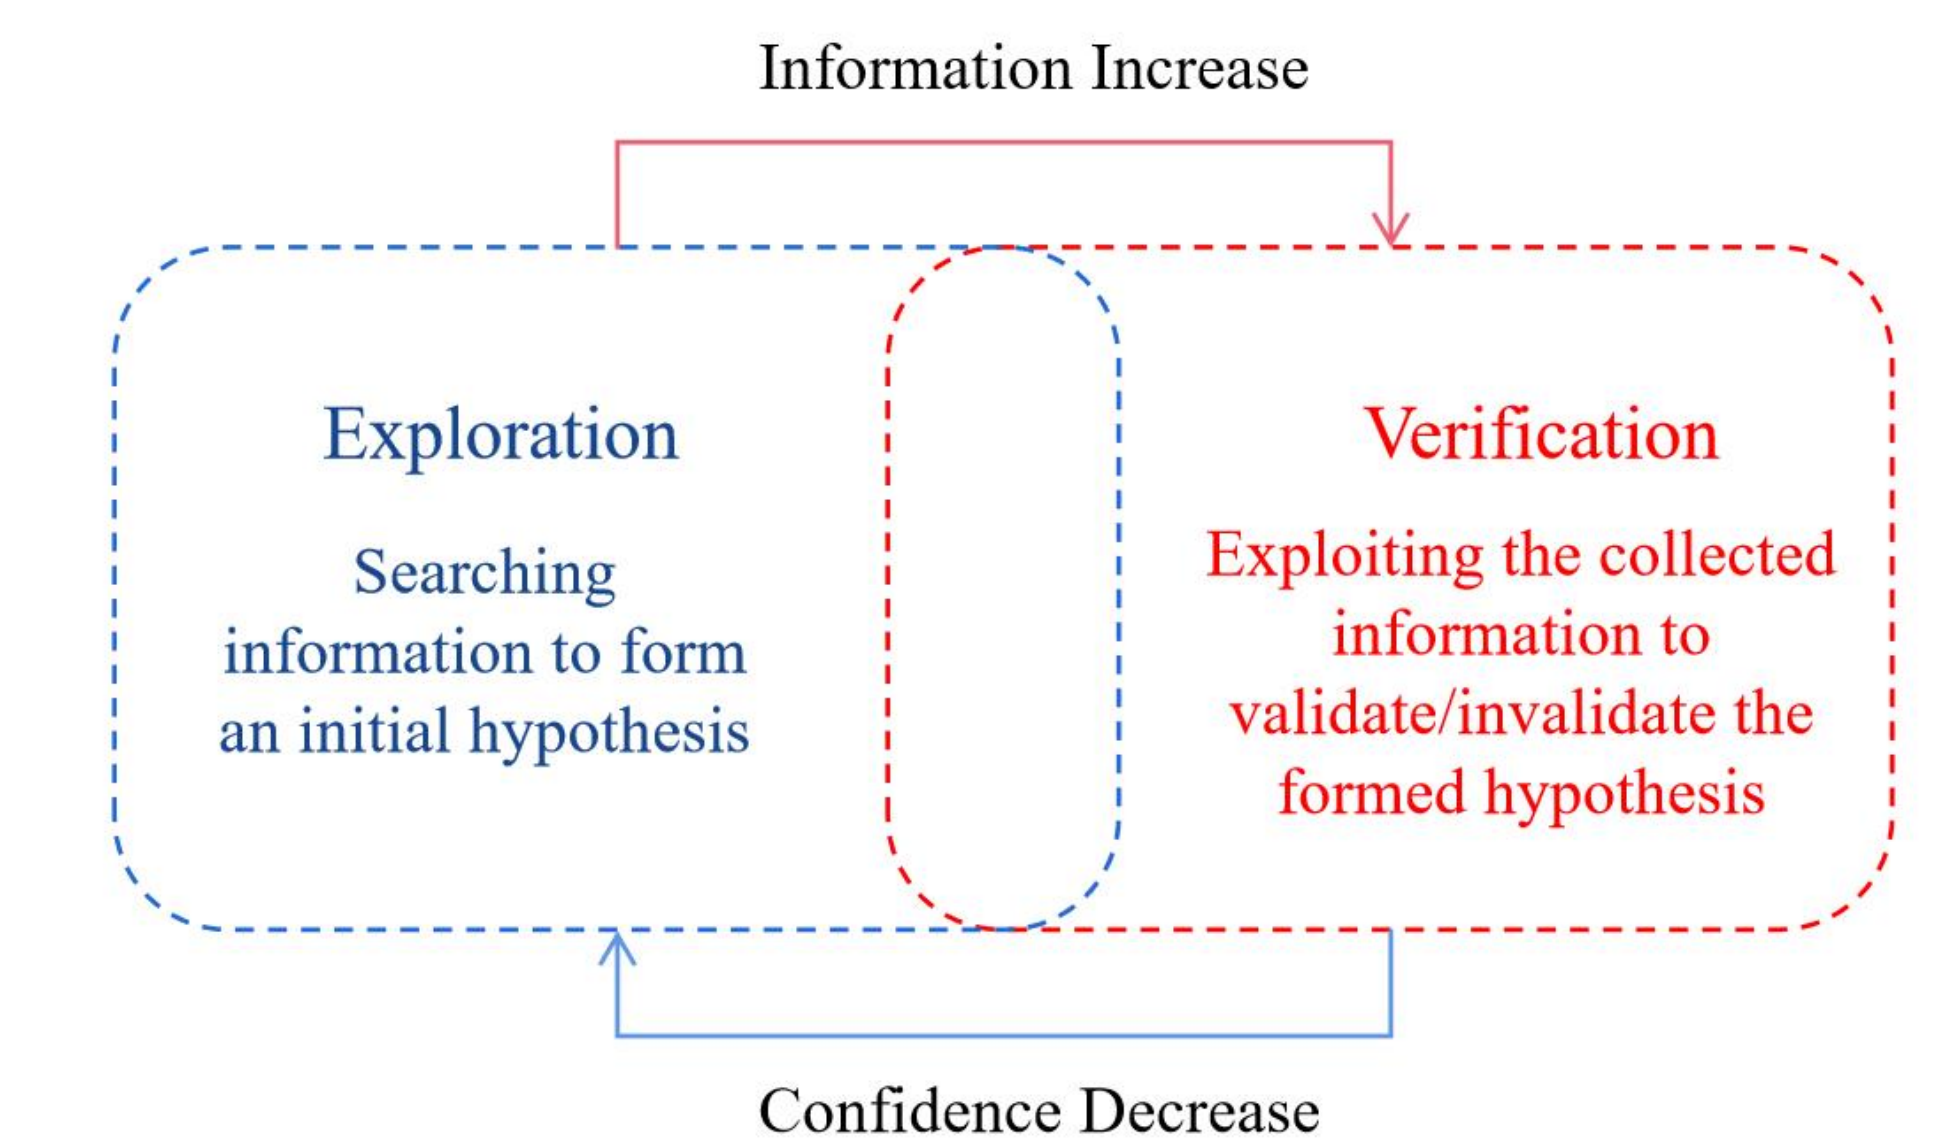 Information Increase
Exploration
Searching
information to form
an initial hypothesis
Verification
Exploiting the collected
information to
validate/invalidate the
formed hypothesis
Confidence Decrease